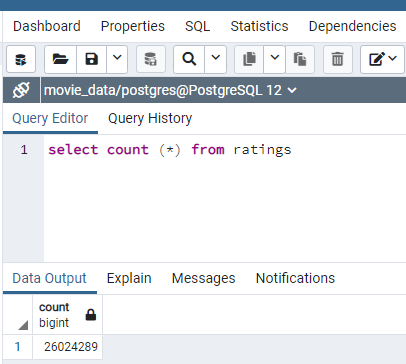 Dashboard Properties SQL Statistics Dependencies
movie_data/postgres@PostgreSQL 12
Query Editor Query History
1 select count (*) from ratings
Data Output Explain Messages Notifications
count
bigint
1 26024289